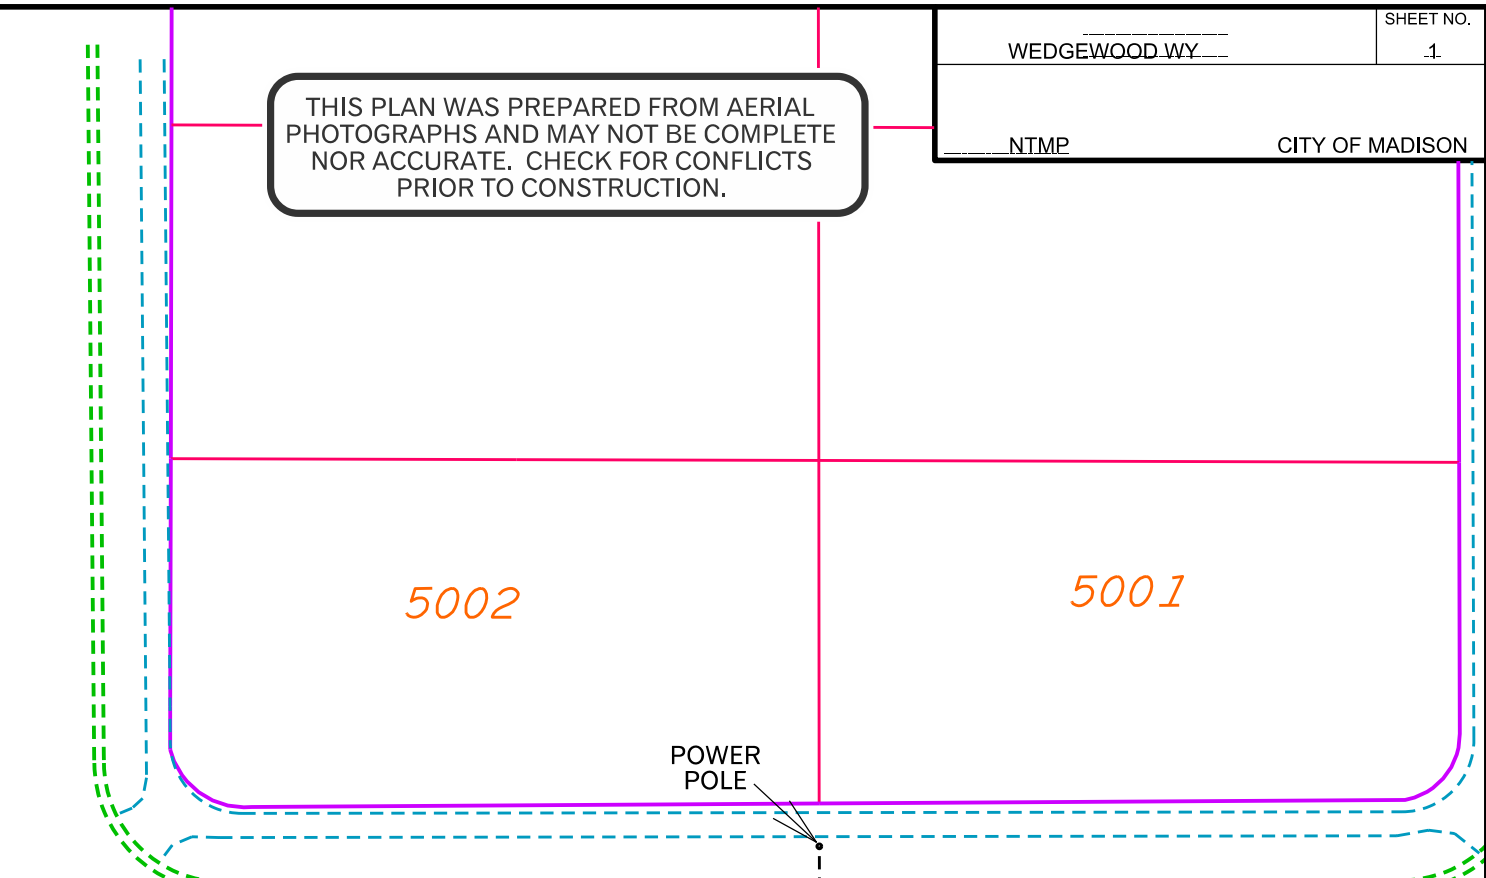 SHEET NO.
WEDGEWOOD WY
1
THIS PLAN WAS PREPARED FROM AERIAL
PHOTOGRAPHS AND MAY NOT BE COMPLETE
NOR ACCURATE.  CHECK FOR CONFLICTS
PRIOR TO CONSTRUCTION.
NTMP
CITY OF MADISON
5002
5001
POWER
POLE